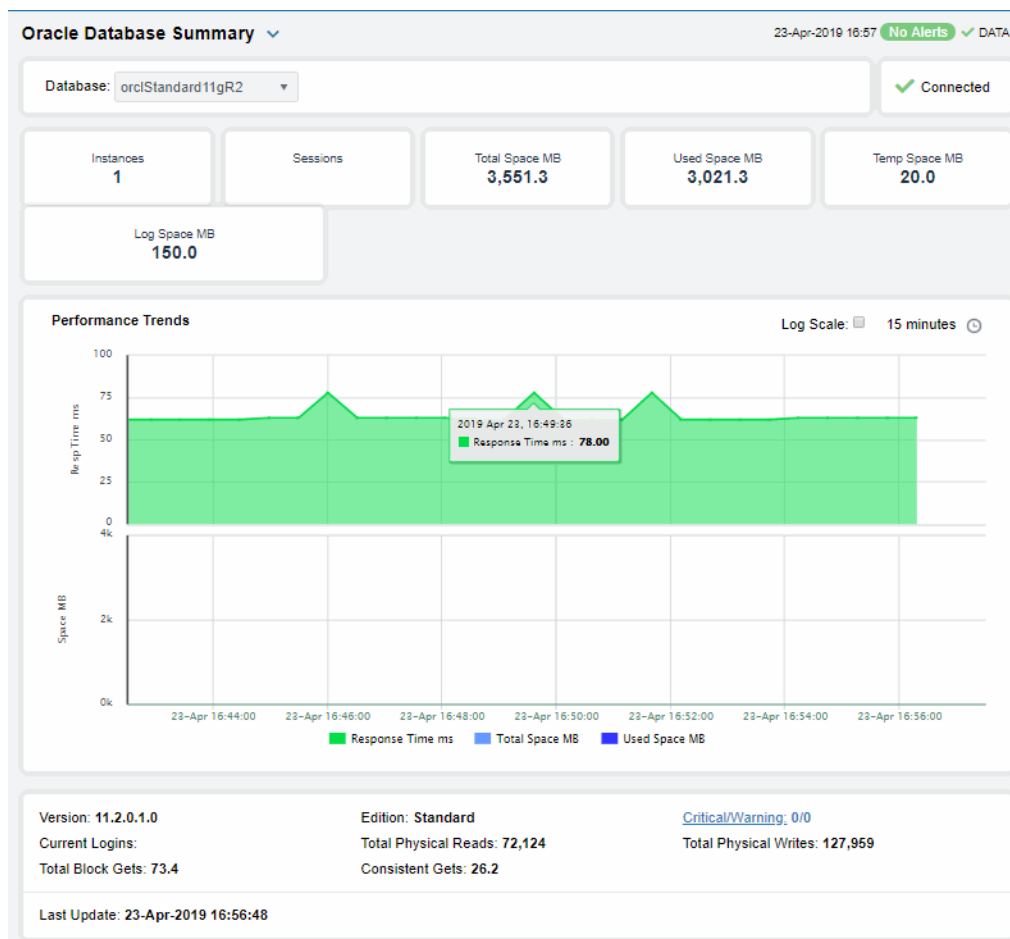 Oracle Database Summary
23-Apr-2019 16:57 No Alerts DATA
Database: orclStandard11gR2
Connected
Instances
1
Sessions
Total Space MB
3,551.3
Used Space MB
3,021.3
Temp Space MB
20.0
Log Space MB
150.0
Performance Trends
Log Scale: 15 minutes
100
75
50
25
0
Resp Time ms
2019 Apr 23, 16:49:36
Response Time ms : 78.00
4k
2k
0k
Space MB
23-Apr 16:44:00 23-Apr 16:46:00 23-Apr 16:48:00 23-Apr 16:50:00 23-Apr 16:52:00 23-Apr 16:54:00 23-Apr 16:56:00
Response Time ms Total Space MB Used Space MB
Version: 11.2.0.1.0 Edition: Standard Critical/Warning: 0/0
Current Logins: Total Physical Reads: 72,124 Total Physical Writes: 127,959
Total Block Gets: 73.4 Consistent Gets: 26.2
Last Update: 23-Apr-2019 16:56:48